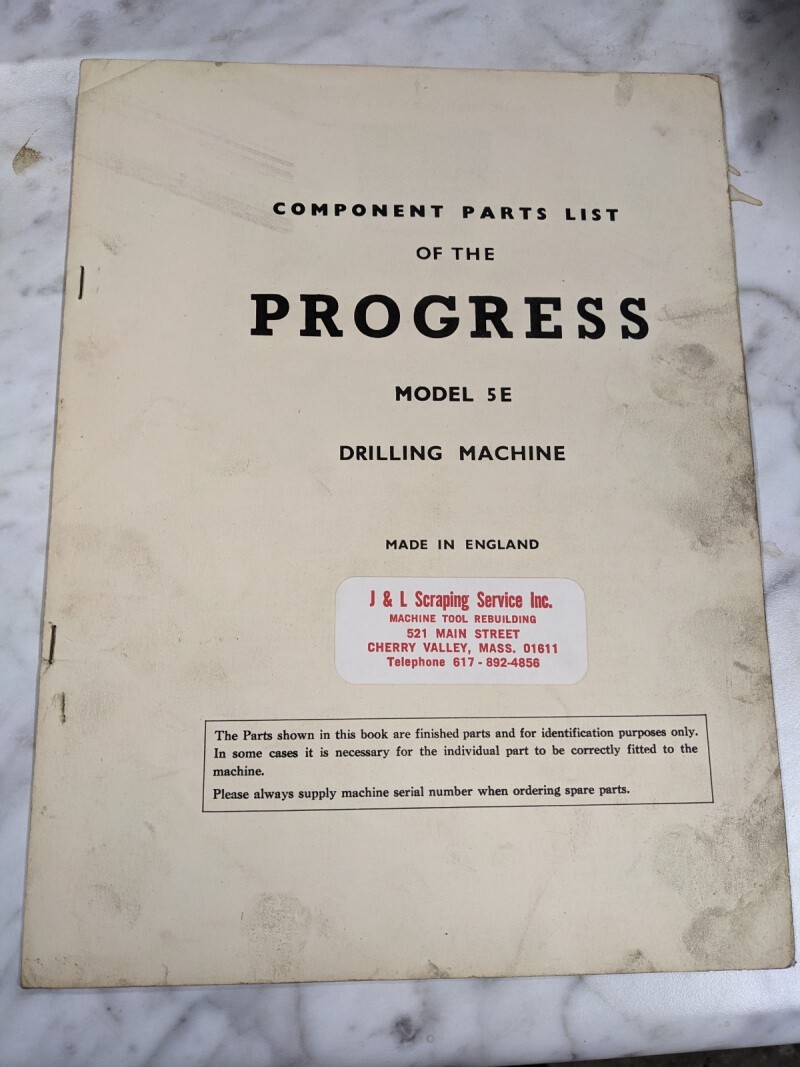 COMPONENT PARTS LIST
OF THE
PROGRESS
MODEL 5E
DRILLING MACHINE
MADE IN ENGLAND
J & L Scraping Service Inc.
MACHINE TOOL REBUILDING
521 MAIN STREET
CHERRY VALLEY, MASS. 01611
Telephone 617 - 892-4856
The Parts shown in this book are finished parts and for identification purposes only.
In some cases it is necessary for the individual part to be correctly fitted to the
machine.
Please always supply machine serial number when ordering spare parts.